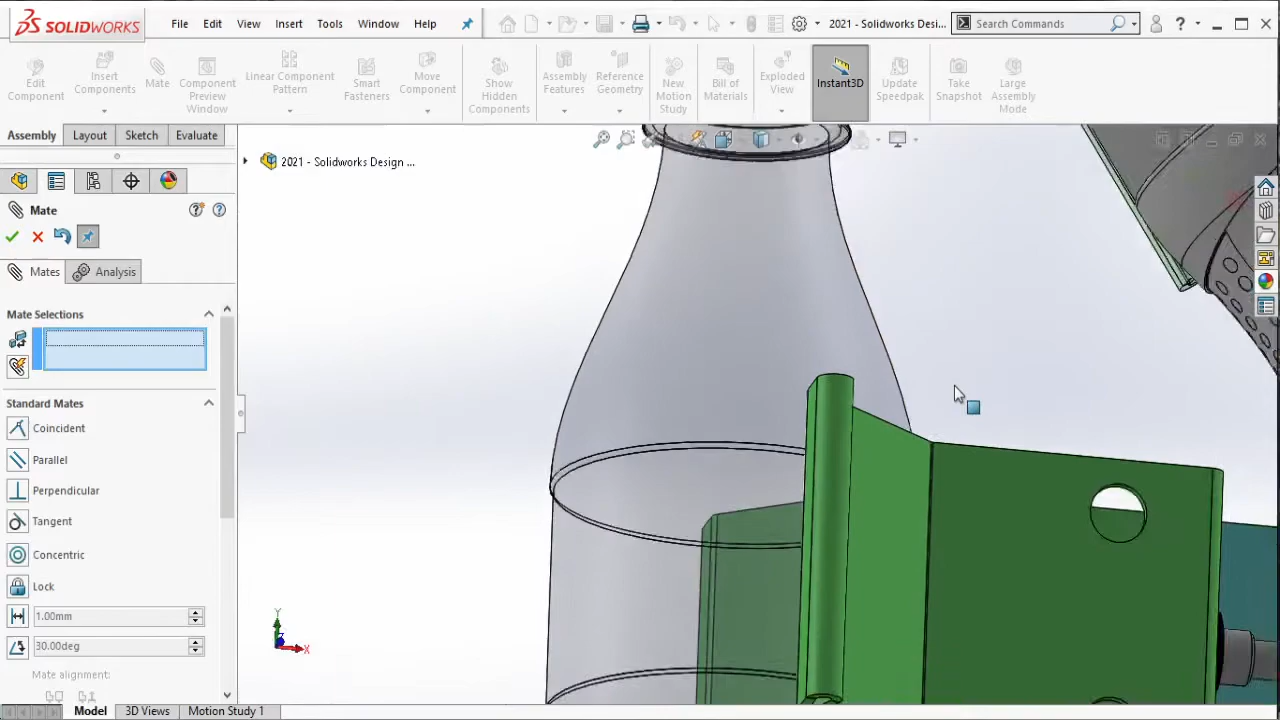 SOLIDWORKS
File Edit View Insert Tools Window Help
2021 - Solidworks Desi...
Search Commands
Edit Component
Insert Components
Mate
Component Preview Window
Linear Component Pattern
Smart Fasteners
Move Component
Show Hidden Components
Assembly Features
Reference Geometry
New Motion Study
Bill of Materials
Exploded View
Instant3D
Update Speedpak
Take Snapshot
Large Assembly Mode
Assembly Layout Sketch Evaluate
2021 - Solidworks Design ...
Mate
Mates Analysis
Mate Selections
Standard Mates
Coincident
Parallel
Perpendicular
Tangent
Concentric
Lock
1.00mm
30.00deg
Mate alignment:
Y
Z
X
Model 3D Views Motion Study 1